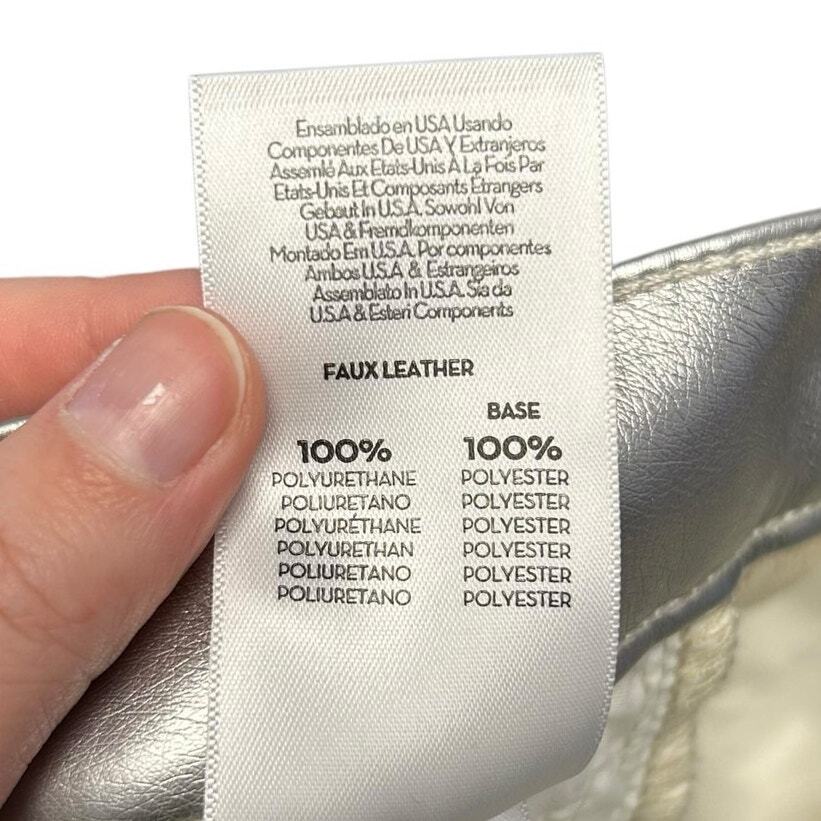 Ensamblado en USA Usando
Componentes De USA Y Extranjeros
Assemlé Aux Etats-Unis À La Fois Par
Etats-Unis Et Composants Étrangers
Gebaut In U.S.A. Sowohl Von
USA & Fremdkomponenten
Montado Em U.S.A. Por componentes
Ambos U.S.A & Estrangeiros
Assemblato In U.S.A. Sia da
U.S.A & Esteri Components
FAUX LEATHER
BASE
100% 100%
POLYURETHANE POLYESTER
POLIURETANO POLYESTER
POLYURÉTHANE POLYESTER
POLYURETHAN POLYESTER
POLIURETANO POLYESTER
POLIURETANO POLYESTER